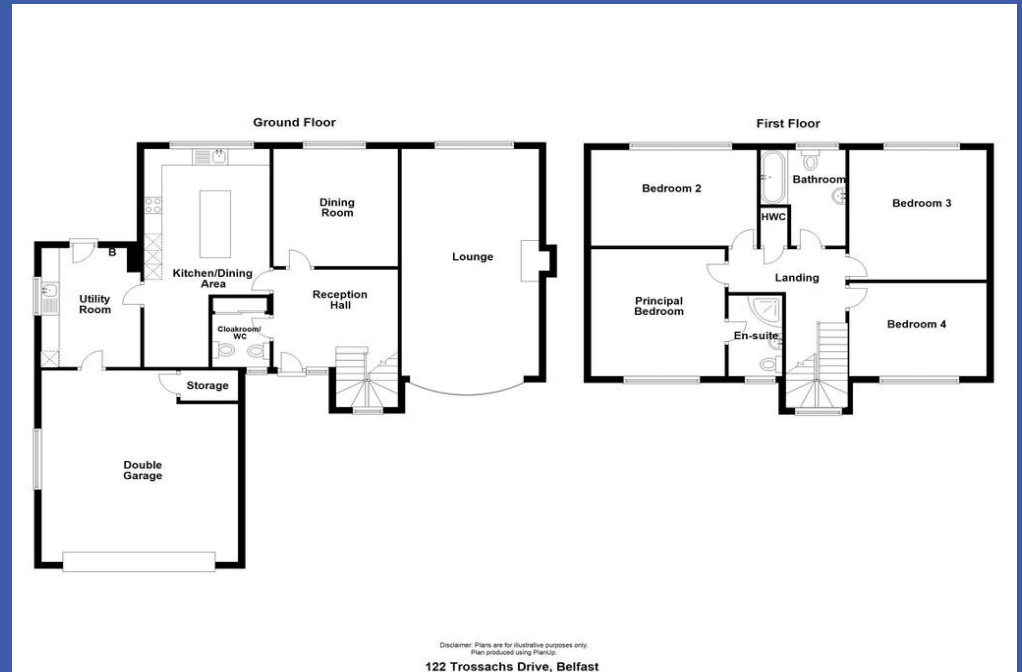 Ground Floor
Kitchen/Dining
Area
Dining
Room
Lounge
B
Utility
Room
Reception
Hall
Cloakroom/
WC
Storage
Double
Garage
First Floor
Bedroom 2
Bathroom
HWC
Bedroom 3
Landing
Principal
Bedroom
En-suite
Bedroom 4
Disclaimer: Plans are for illustrative purposes only.
Plan produced using PlanUp.
122 Trossachs Drive, Belfast